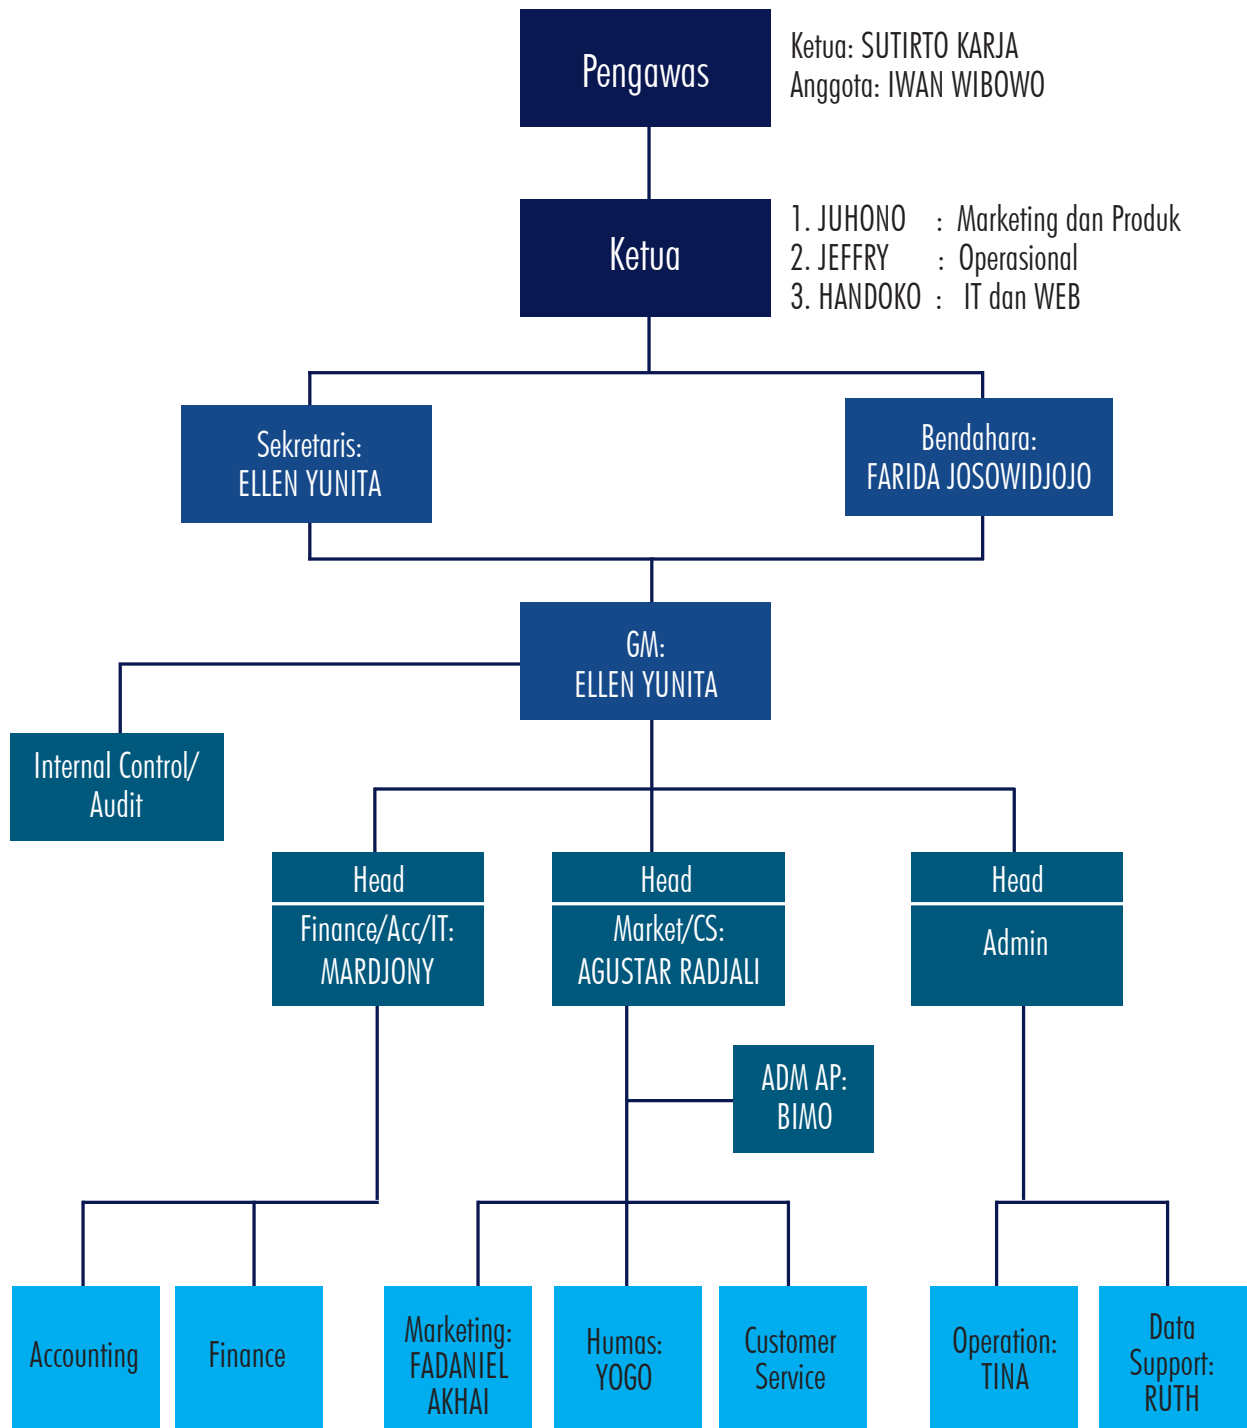 Pengawas
Ketua: SUTIRTO KARJA
Anggota: IWAN WIBOWO
Ketua
1. JUHONO : Marketing dan Produk
2. JEFFRY : Operasional
3. HANDOKO : IT dan WEB
Sekretaris:
ELLEN YUNITA
Bendahara:
FARIDA JOSOWIDJOJO
GM:
ELLEN YUNITA
Internal Control/
Audit
Head
Finance/Acc/IT:
MARDJONY
Head
Market/CS:
AGUSTAR RADJALI
Head
Admin
ADM AP:
BIMO
Accounting
Finance
Marketing:
FADANIEL
AKHAI
Humas:
YOGO
Customer
Service
Operation:
TINA
Data
Support:
RUTH